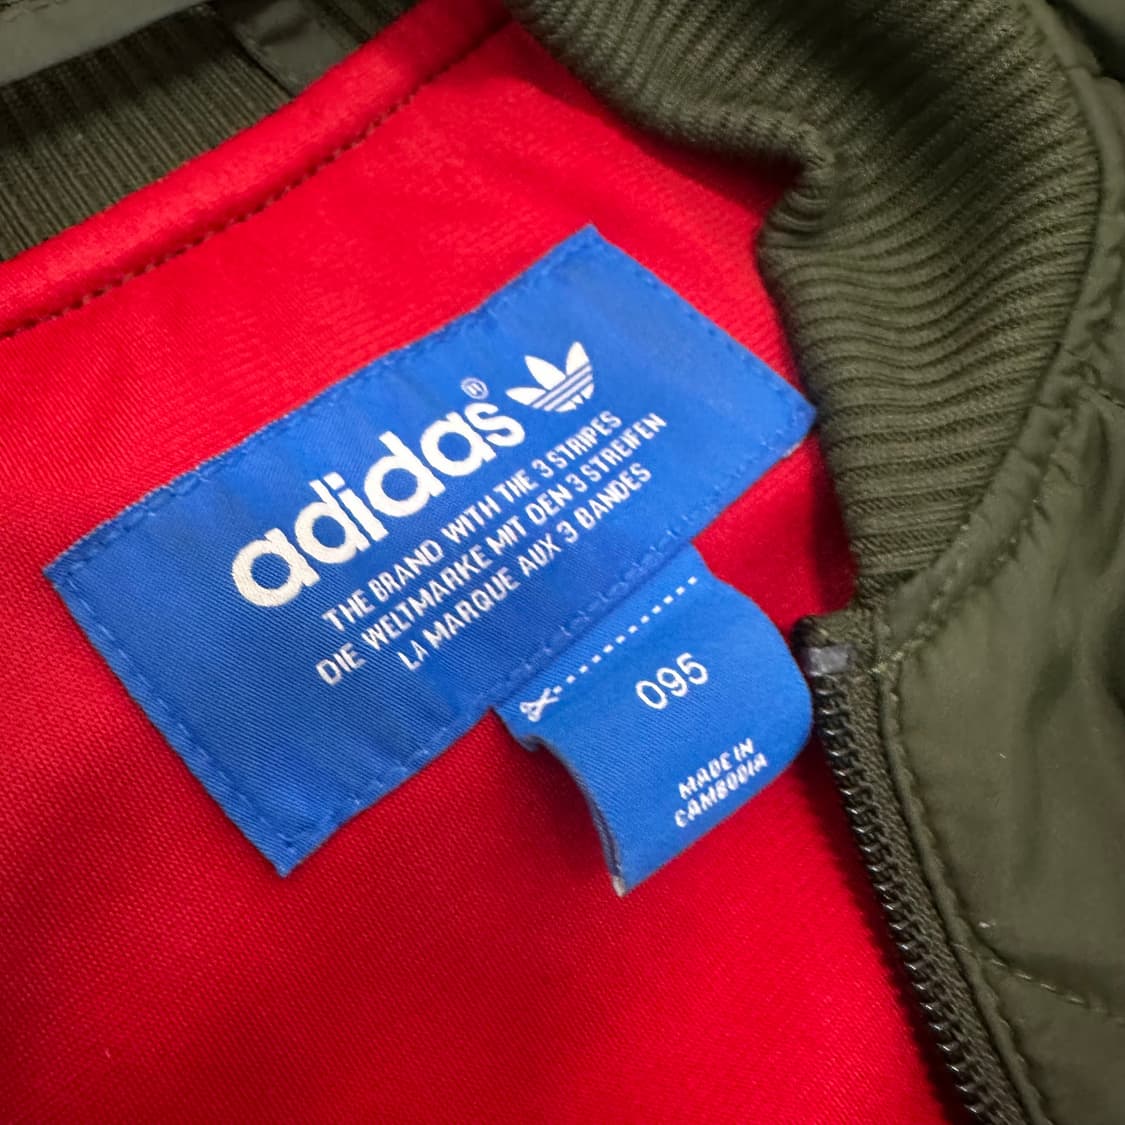 adidas®
THE BRAND WITH THE 3 STRIPES
DIE WELTMARKE MIT DEN 3 STREIFEN
LA MARQUE AUX 3 BANDES
095
MADE IN
CAMBODIA